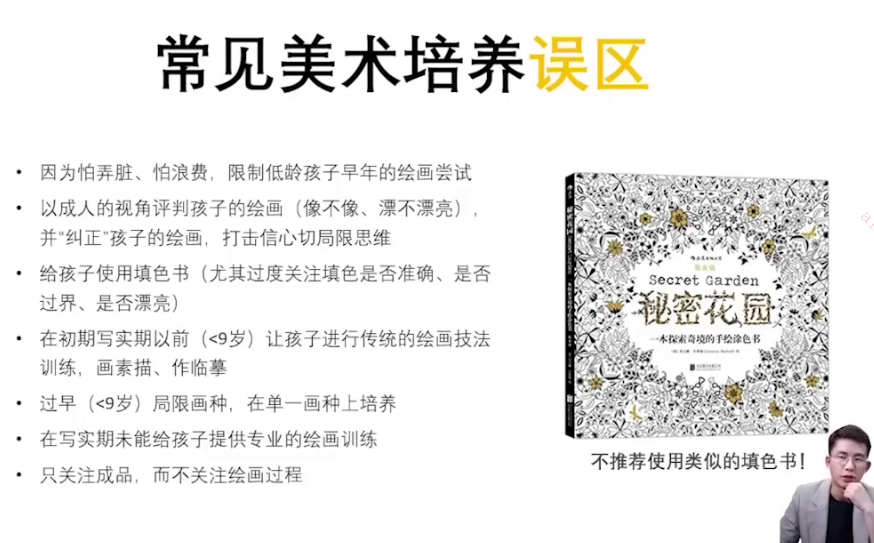 常见美术培养误区
• 因为怕弄脏、怕浪费，限制低龄孩子早年的绘画尝试
• 以成人的视角评判孩子的绘画（像不像、漂不漂亮），
并“纠正”孩子的绘画，打击信心切局限思维
• 给孩子使用填色书（尤其过度关注填色是否准确、是否
过界、是否漂亮）
• 在初期写实期以前（<9岁）让孩子进行传统的绘画技法
训练，画素描、作临摹
• 过早（<9岁）局限画种，在单一画种上培养
• 在写实期未能给孩子提供专业的绘画训练
• 只关注成品，而不关注绘画过程
Secret Garden
秘密花园
一本探索奇境的手绘涂色书
不推荐使用类似的填色书！